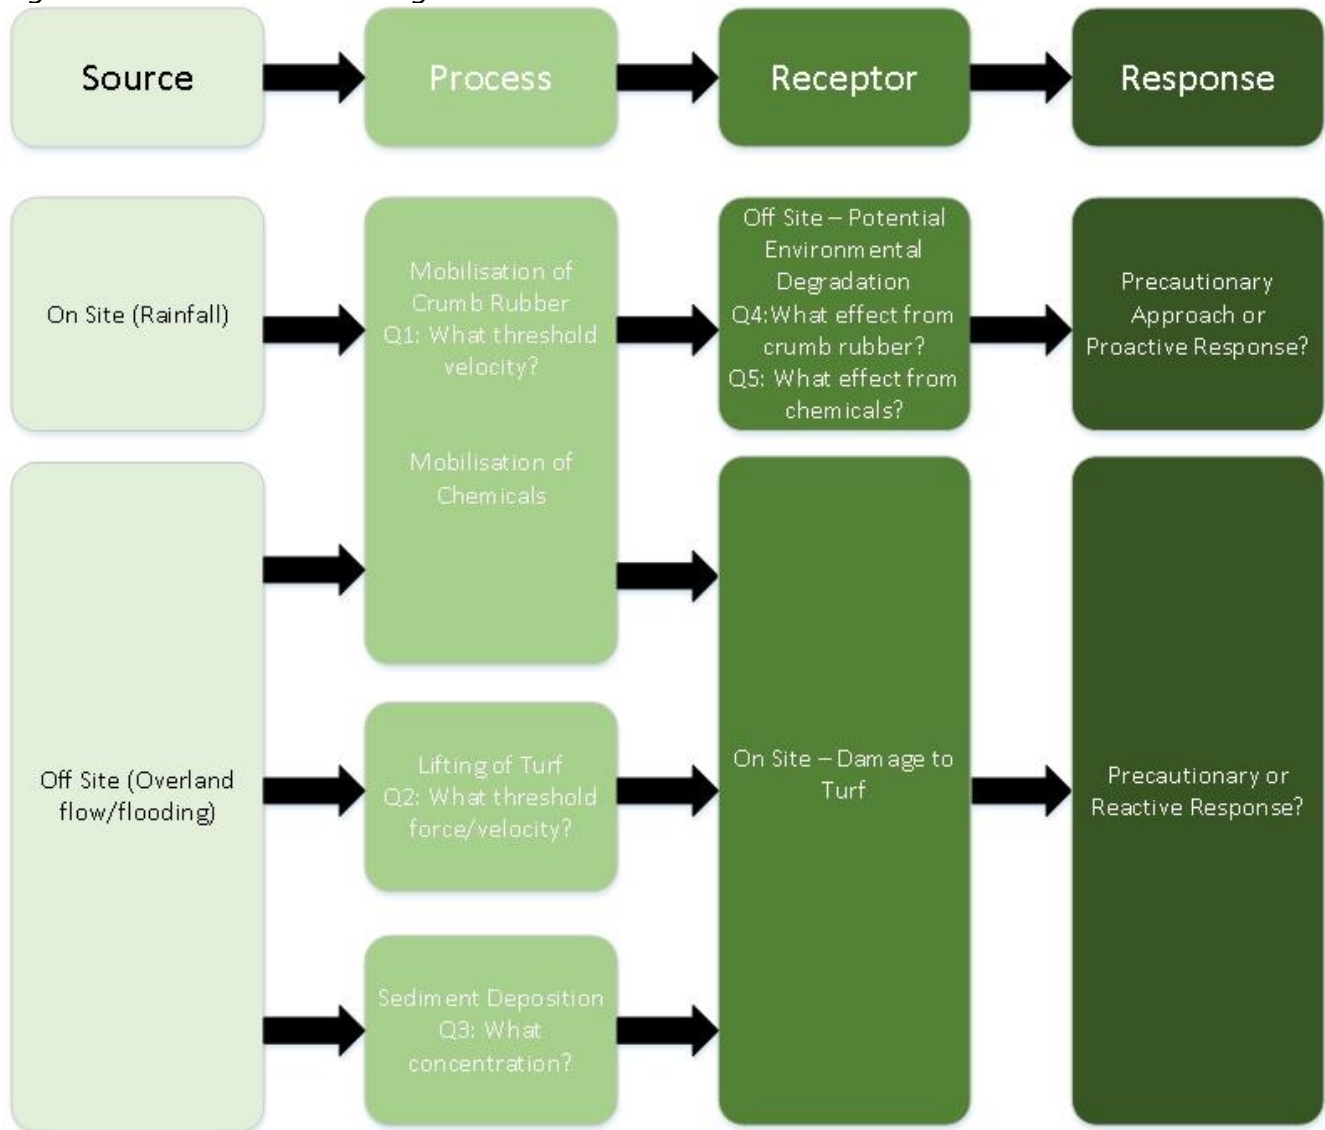 Source
Process
Receptor
Response
On Site (Rainfall)
Mobilisation of
Crumb Rubber
Q1: What threshold
velocity?
Mobilisation of
Chemicals
Off Site – Potential
Environmental
Degradation
Q4:What effect from
crumb rubber?
Q5: What effect from
chemicals?
Precautionary
Approach or
Proactive Response?
Off Site (Overland
flow/flooding)
Lifting of Turf
Q2: What threshold
force/velocity?
Sediment Deposition
Q3: What
concentration?
On Site – Damage to
Turf
Precautionary or
Reactive Response?